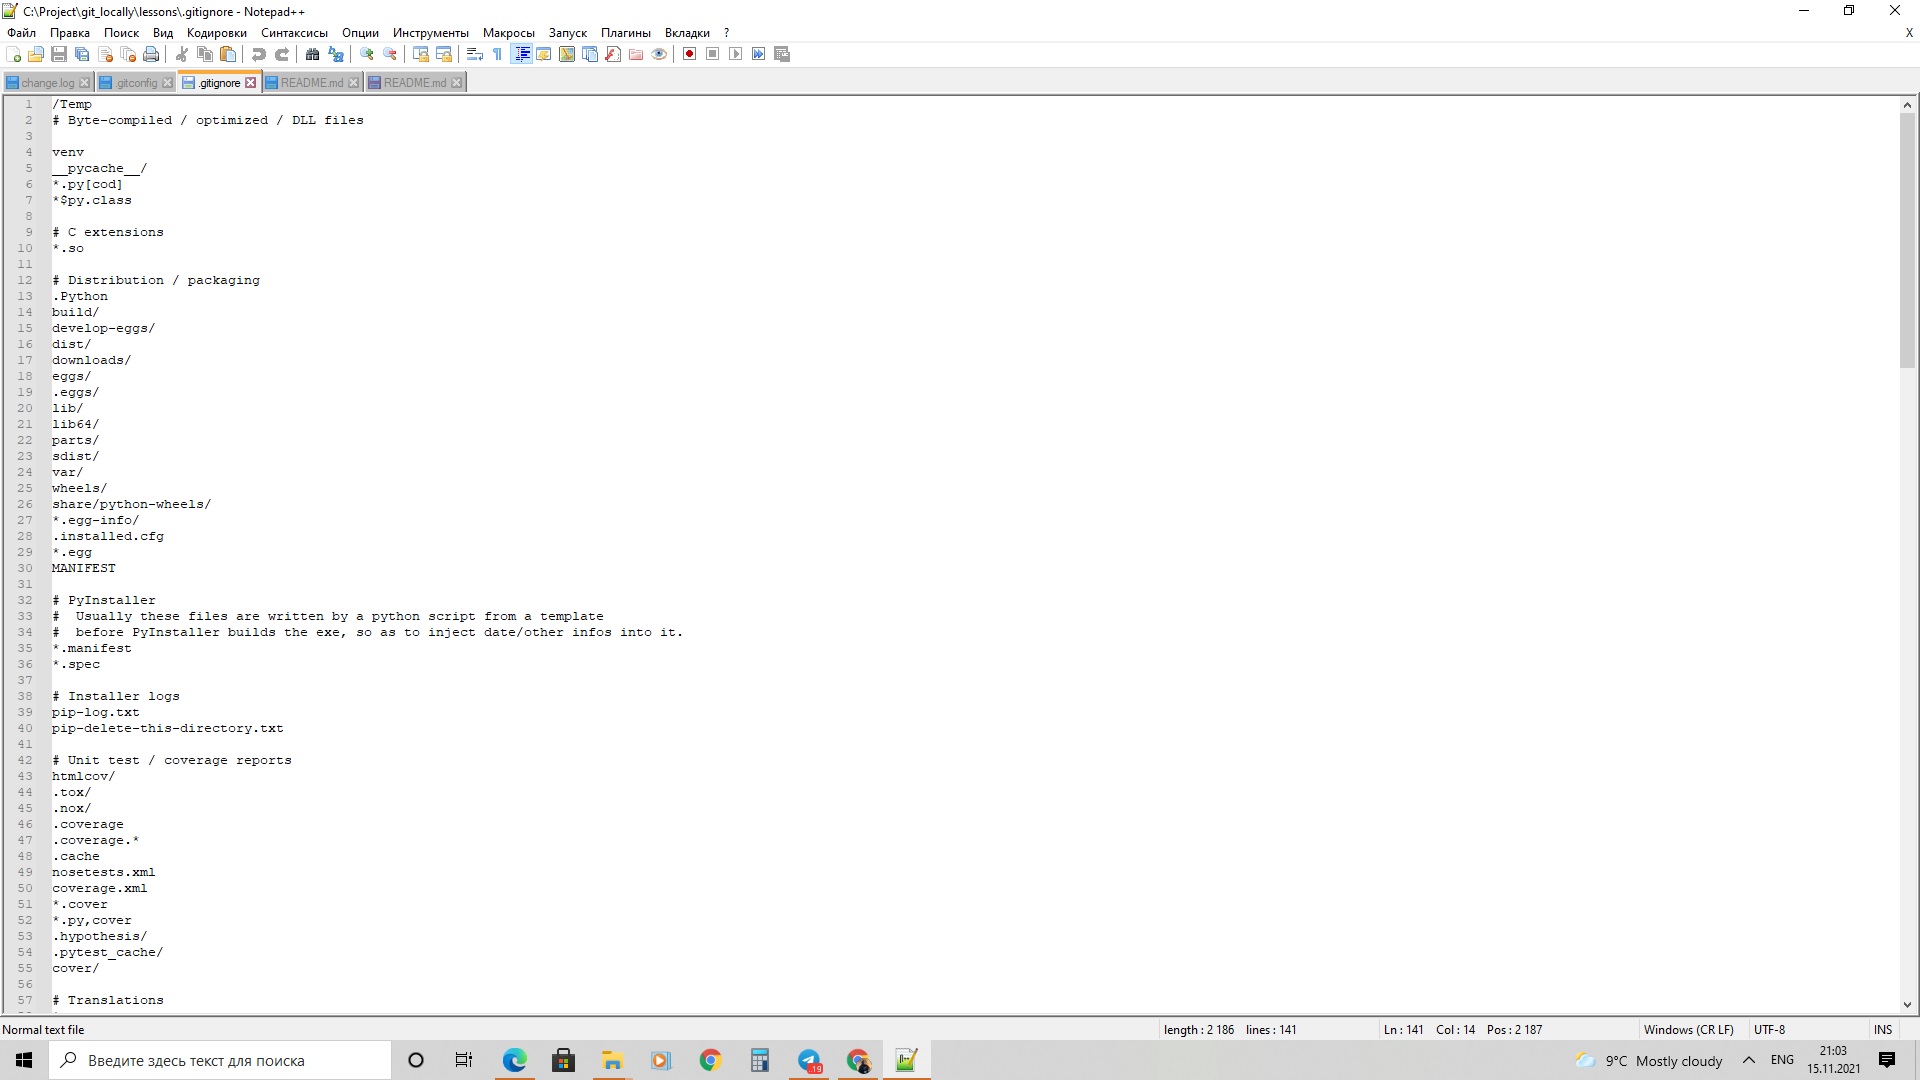 C:\Project\git_locally\lessons\.gitignore - Notepad++
Файл Правка Поиск Вид Кодировки Синтаксисы Опции Инструменты Макросы Запуск Плагины Вкладки ? X
change.log .gitconfig .gitignore README.md README.md
1 /Temp
2 # Byte-compiled / optimized / DLL files
3
4 venv
5 __pycache__/
6 *.py[cod]
7 *$py.class
8
9 # C extensions
10 *.so
11
12 # Distribution / packaging
13 .Python
14 build/
15 develop-eggs/
16 dist/
17 downloads/
18 eggs/
19 .eggs/
20 lib/
21 lib64/
22 parts/
23 sdist/
24 var/
25 wheels/
26 share/python-wheels/
27 *.egg-info/
28 .installed.cfg
29 *.egg
30 MANIFEST
31
32 # PyInstaller
33 #  Usually these files are written by a python script from a template
34 #  before PyInstaller builds the exe, so as to inject date/other infos into it.
35 *.manifest
36 *.spec
37
38 # Installer logs
39 pip-log.txt
40 pip-delete-this-directory.txt
41
42 # Unit test / coverage reports
43 htmlcov/
44 .tox/
45 .nox/
46 .coverage
47 .coverage.*
48 .cache
49 nosetests.xml
50 coverage.xml
51 *.cover
52 *.py,cover
53 .hypothesis/
54 .pytest_cache/
55 cover/
56
57 # Translations
Normal text file length : 2 186 lines : 141 Ln : 141 Col : 14 Pos : 2 187 Windows (CR LF) UTF-8 INS
Введите здесь текст для поиска 19 9°C Mostly cloudy ENG 21:03
15.11.2021